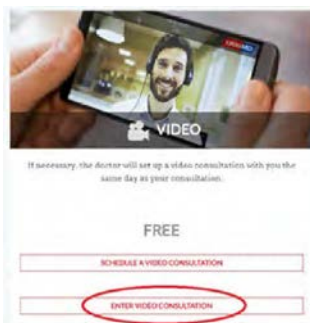 VIDEO
If necessary, the doctor will set up a video consultation with you the
same day as your consultation.
FREE
SCHEDULE A VIDEO CONSULTATION
ENTER VIDEO CONSULTATION